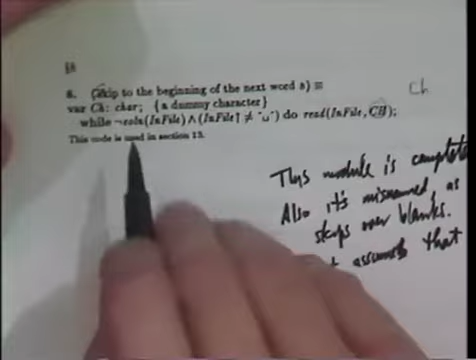 §8
8. (Skip to the beginning of the next word 8) ≡
var Ch: char; {a dummy character}
while ¬eoln(InFile) ∧ (InFile↑ ≠ "␣") do read(InFile, CH);
This code is used in section 13.
Ch
This module is complete
Also it's misnamed, as
skips over blanks.
assumes that